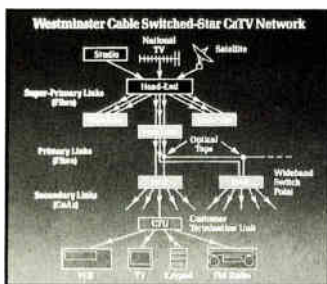 Westminster Cable Switched-Star CaTV Network
National
TV
Satellite
Studio
Head-End
Super-Primary Links
(Fibre)
Optical
Taps
Primary Links
(Fibre)
Wideband
Switch
Point
Secondary Links
(CoAx)
CTU
Customer
Termination Unit
VCR
TV
Keypad
FM Radio